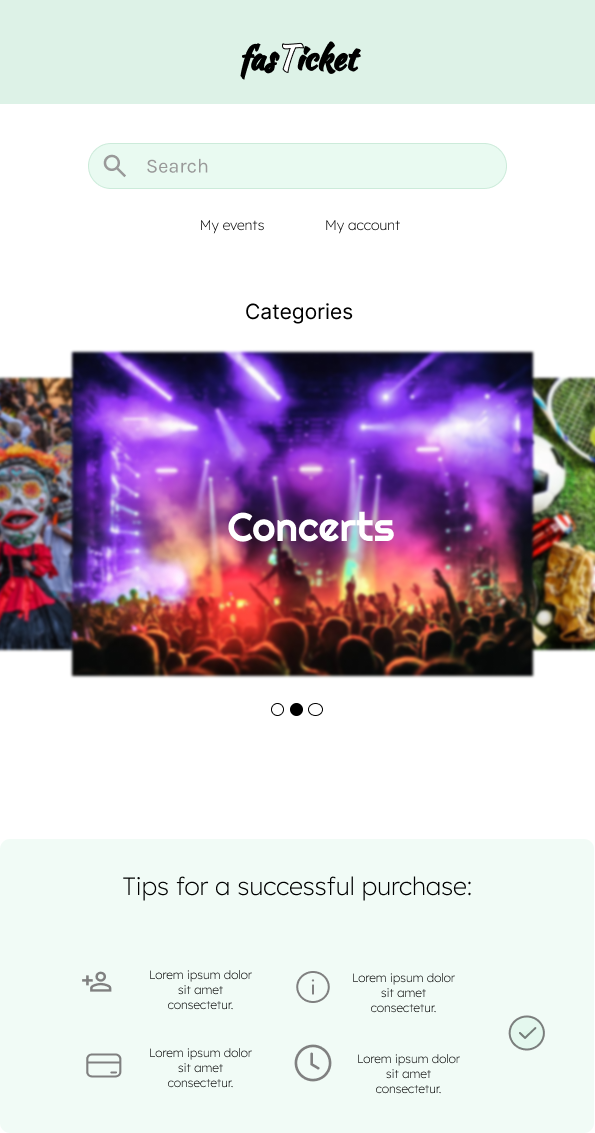 fasTicket
Search
My events
My account
Categories
Concerts
Tips for a successful purchase:
Lorem ipsum dolor
sit amet
consectetur.
Lorem ipsum dolor
sit amet
consectetur.
Lorem ipsum dolor
sit amet
consectetur.
Lorem ipsum dolor
sit amet
consectetur.